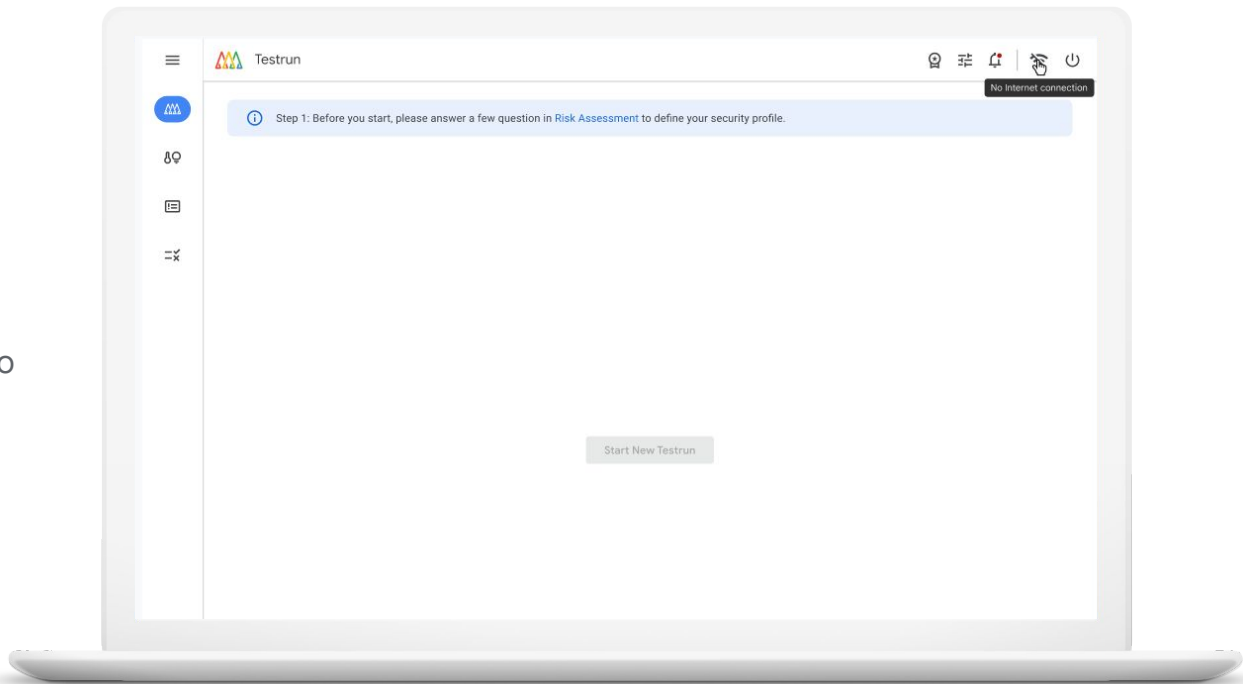 Testrun
No Internet connection
Step 1: Before you start, please answer a few question in Risk Assessment to define your security profile.
o
Start New Testrun